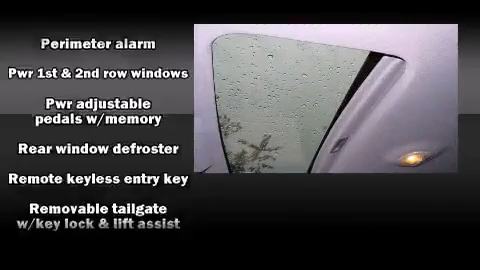 Perimeter alarm
Pwr 1st & 2nd row windows
Pwr adjustable
pedals w/memory
Rear window defroster
Remote keyless entry key
Removable tailgate
w/key lock & lift assist